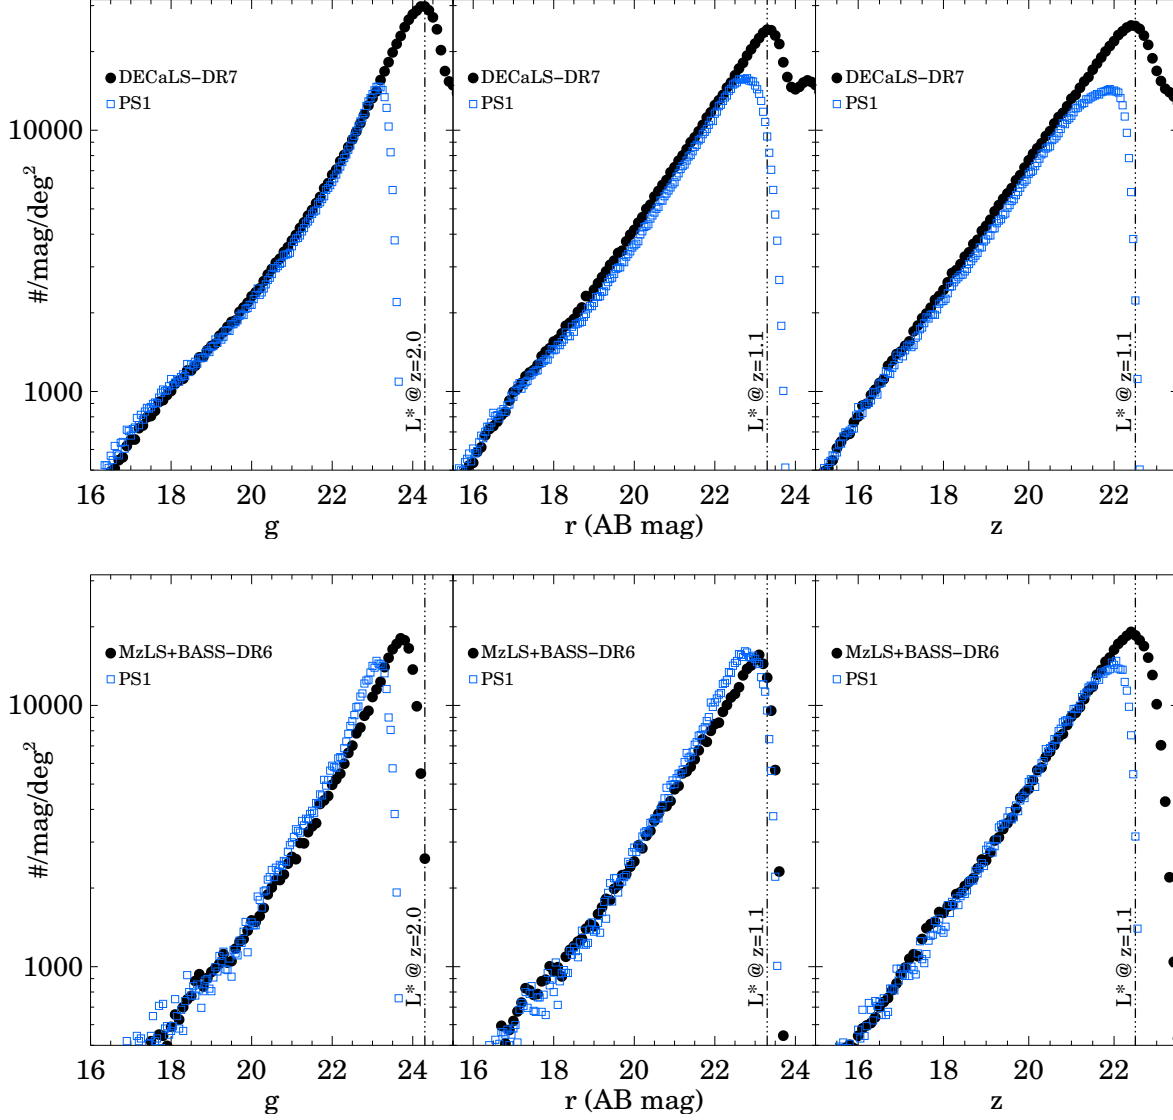 DECaLS-DR7
PS1
DECaLS-DR7
PS1
DECaLS-DR7
PS1
10000
1000
#/mag/deg²
L* @ z=2.0
L* @ z=1.1
L* @ z=1.1
16 18 20 22 24
16 18 20 22 24
16 18 20 22
g
r (AB mag)
z
MzLS+BASS-DR6
PS1
MzLS+BASS-DR6
PS1
MzLS+BASS-DR6
PS1
10000
1000
#/mag/deg²
L* @ z=2.0
L* @ z=1.1
L* @ z=1.1
16 18 20 22 24
16 18 20 22 24
16 18 20 22
g
r (AB mag)
z